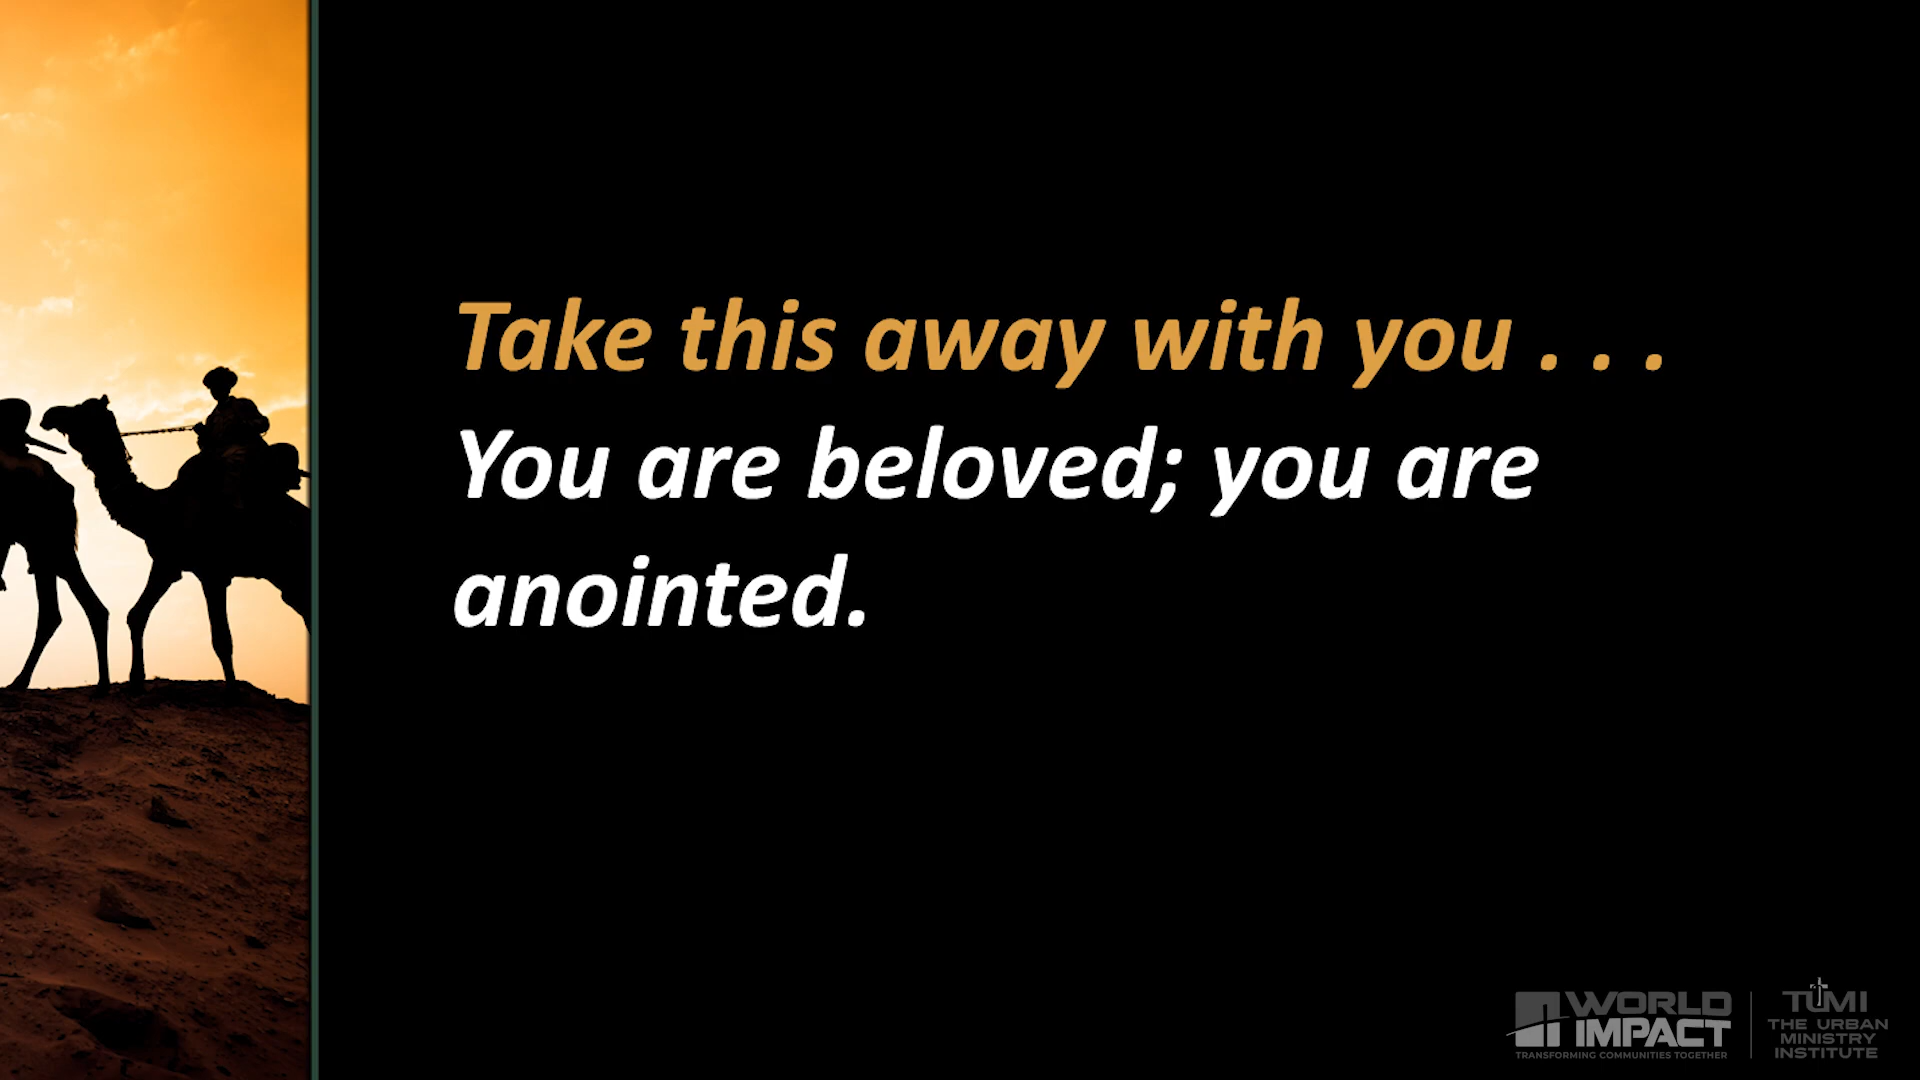 Take this away with you . . .
You are beloved; you are
anointed.
WORLD
IMPACT
TRANSFORMING COMMUNITIES TOGETHER
TUMI
THE URBAN
MINISTRY
INSTITUTE